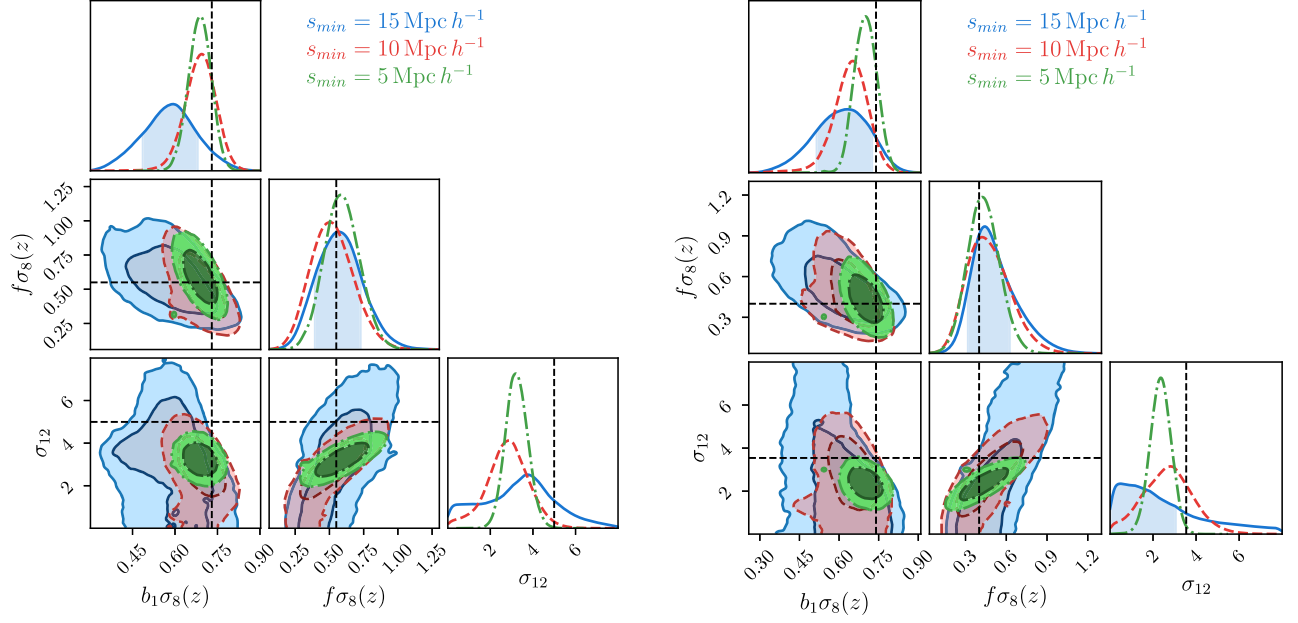 s_min = 15 Mpc h⁻¹
s_min = 10 Mpc h⁻¹
s_min = 5 Mpc h⁻¹
fσ₈(z)
1.25
1.00
0.75
0.50
0.25
σ₁₂
6
4
2
0.45
0.60
0.75
0.90
b₁σ₈(z)
0.25
0.50
0.75
1.00
1.25
fσ₈(z)
2
4
6
σ₁₂
s_min = 15 Mpc h⁻¹
s_min = 10 Mpc h⁻¹
s_min = 5 Mpc h⁻¹
fσ₈(z)
1.2
0.9
0.6
0.3
σ₁₂
6
4
2
0.30
0.45
0.60
0.75
0.90
b₁σ₈(z)
0.3
0.6
0.9
1.2
fσ₈(z)
2
4
6
σ₁₂